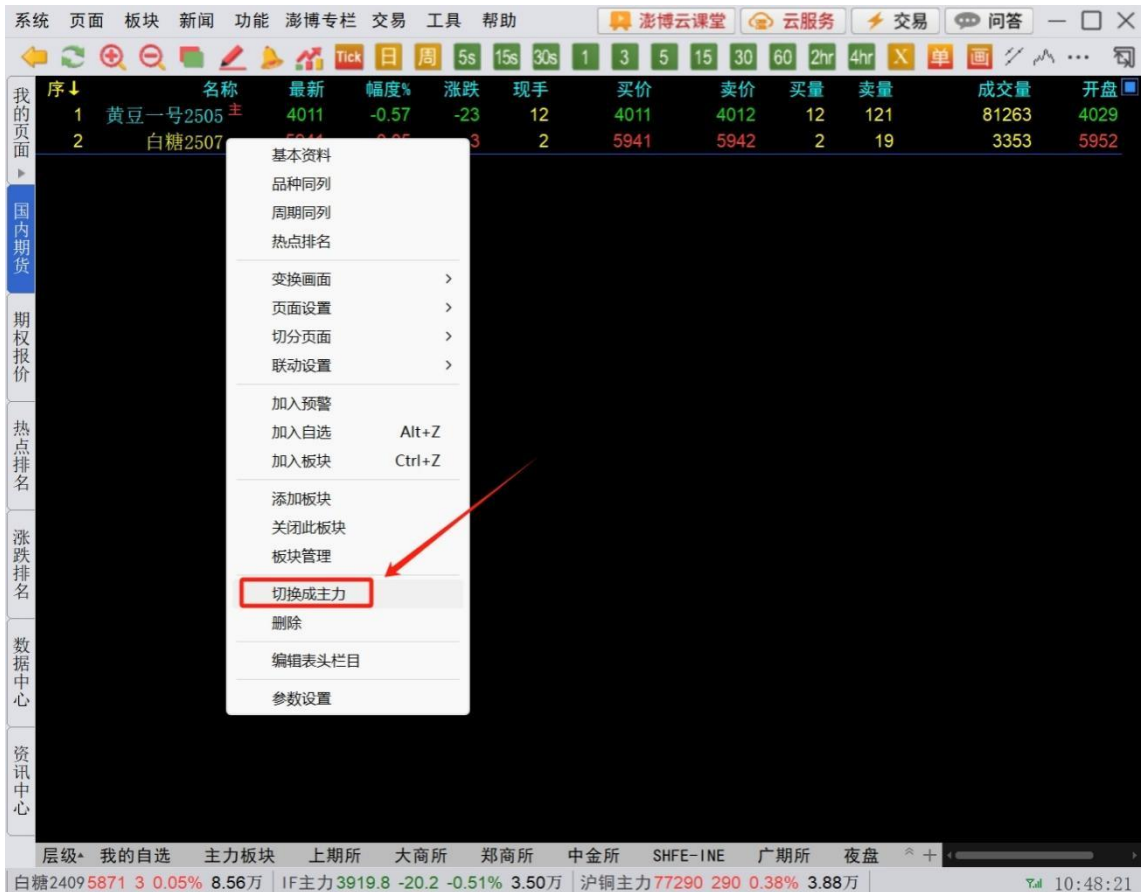 系统 页面 板块 新闻 功能 澎博专栏 交易 工具 帮助 澎博云课堂 云服务 交易 问答
Tick 日 周 5s 15s 30s 1 3 5 15 30 60 2hr 4hr X 单 画
我的页面
国内期货
期权报价
热点排名
涨跌排名
数据中心
资讯中心
序↓ 名称 最新 幅度% 涨跌 现手 买价 卖价 买量 卖量 成交量 开盘
1 黄豆一号2505 主 4011 -0.57 -23 12 4011 4012 12 121 81263 4029
2 白糖2507 3 2 5941 5942 2 19 3353 5952
基本资料
品种同列
周期同列
热点排名
变换画面 >
页面设置 >
切分页面 >
联动设置 >
加入预警
加入自选 Alt+Z
加入板块 Ctrl+Z
添加板块
关闭此板块
板块管理
切换成主力
删除
编辑表头栏目
参数设置
层级 我的自选 主力板块 上期所 大商所 郑商所 中金所 SHFE-INE 广期所 夜盘
白糖2409 5871 3 0.05% 8.56万 IF主力 3919.8 -20.2 -0.51% 3.50万 沪铜主力 77290 290 0.38% 3.88万 10:48:21